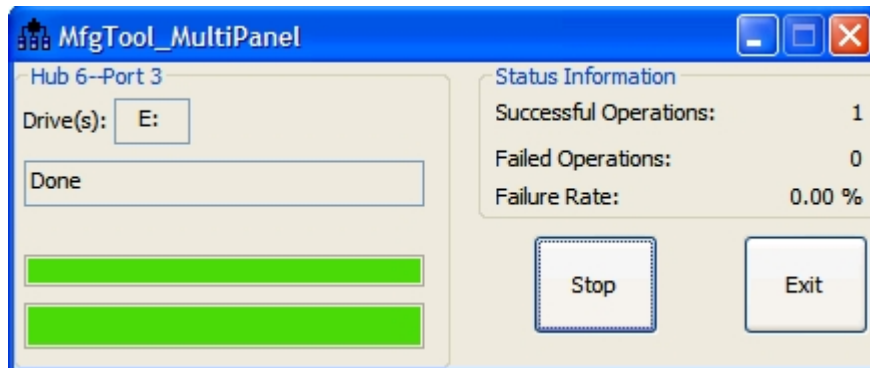 MfgTool_MultiPanel
Hub 6--Port 3
Drive(s): E:
Done
Status Information
Successful Operations: 1
Failed Operations: 0
Failure Rate: 0.00 %
Stop
Exit